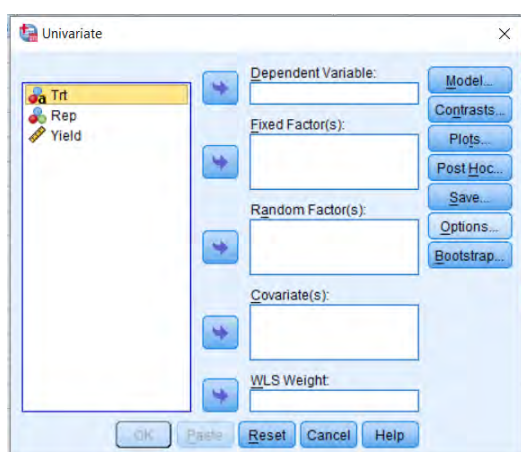 Univariate
Trt
Rep
Yield
Dependent Variable:
Fixed Factor(s):
Random Factor(s):
Covariate(s):
WLS Weight:
Model...
Contrasts...
Plots...
Post Hoc...
Save...
Options...
Bootstrap...
OK Paste Reset Cancel Help